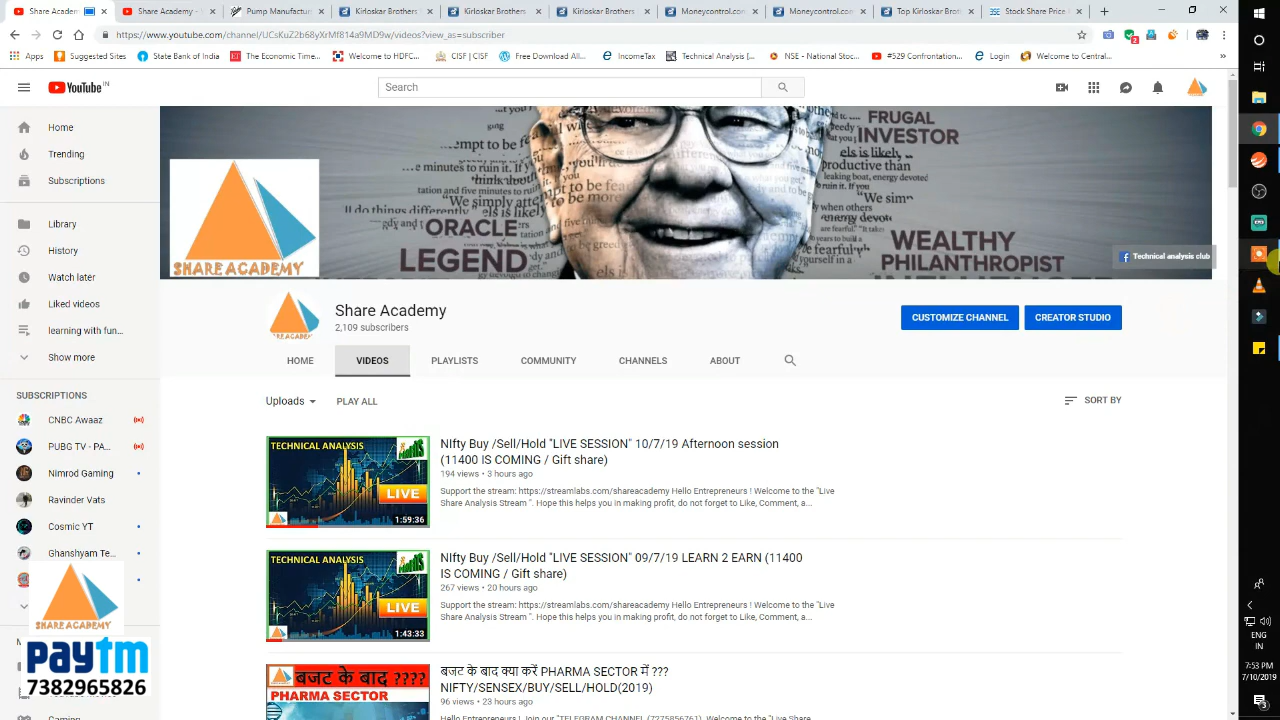 Share Academy
Share Academy -
Pump Manufactur
Kirloskar Brothers
Kirloskar Brothers
Kirloskar Brothers
Moneycontrol.com
Moneycontrol.com
Top Kirloskar Bro
Stock Share Price
https://www.youtube.com/channel/UCsKuZ2b68yXrMf814a9MD9w/videos?view_as=subscriber
Apps
Suggested Sites
State Bank of India
The Economic Time...
Welcome to HDFC...
CISF | CISF
Free Download All...
IncomeTax
Technical Analysis [...
NSE - National Stoc...
#529 Confrontation...
Login
Welcome to Central...
YouTube IN
Search
Home
Trending
Subscriptions
Library
History
Watch later
Liked videos
learning with fun...
Show more
SUBSCRIPTIONS
CNBC Awaaz
PUBG TV - PA...
Nimrod Gaming
Ravinder Vats
Cosmic YT
Ghanshyam Te...
SHARE ACADEMY
paytm
7382965826
FRUGAL
INVESTOR
ORACLE
LEGEND
WEALTHY
PHILANTHROPIST
SHARE ACADEMY
Technical analysis club
Share Academy
2,109 subscribers
CUSTOMIZE CHANNEL
CREATOR STUDIO
HOME
VIDEOS
PLAYLISTS
COMMUNITY
CHANNELS
ABOUT
Uploads
PLAY ALL
SORT BY
TECHNICAL ANALYSIS
LIVE
1:59:36
NIfty Buy /Sell/Hold "LIVE SESSION" 10/7/19 Afternoon session
(11400 IS COMING / Gift share)
194 views • 3 hours ago
Support the stream: https://streamlabs.com/shareacademy Hello Entrepreneurs ! Welcome to the "Live
Share Analysis Stream ". Hope this helps you in making profit, do not forget to Like, Comment, a...
TECHNICAL ANALYSIS
LIVE
1:43:33
NIfty Buy /Sell/Hold "LIVE SESSION" 09/7/19 LEARN 2 EARN (11400
IS COMING / Gift share)
267 views • 20 hours ago
Support the stream: https://streamlabs.com/shareacademy Hello Entrepreneurs ! Welcome to the "Live
Share Analysis Stream ". Hope this helps you in making profit, do not forget to Like, Comment, a...
बजट के बाद ????
PHARMA SECTOR
बजट के बाद क्या करें PHARMA SECTOR में ???
NIFTY/SENSEX/BUY/SELL/HOLD(2019)
96 views • 23 hours ago
ENG
IN
7:53 PM
7/10/2019